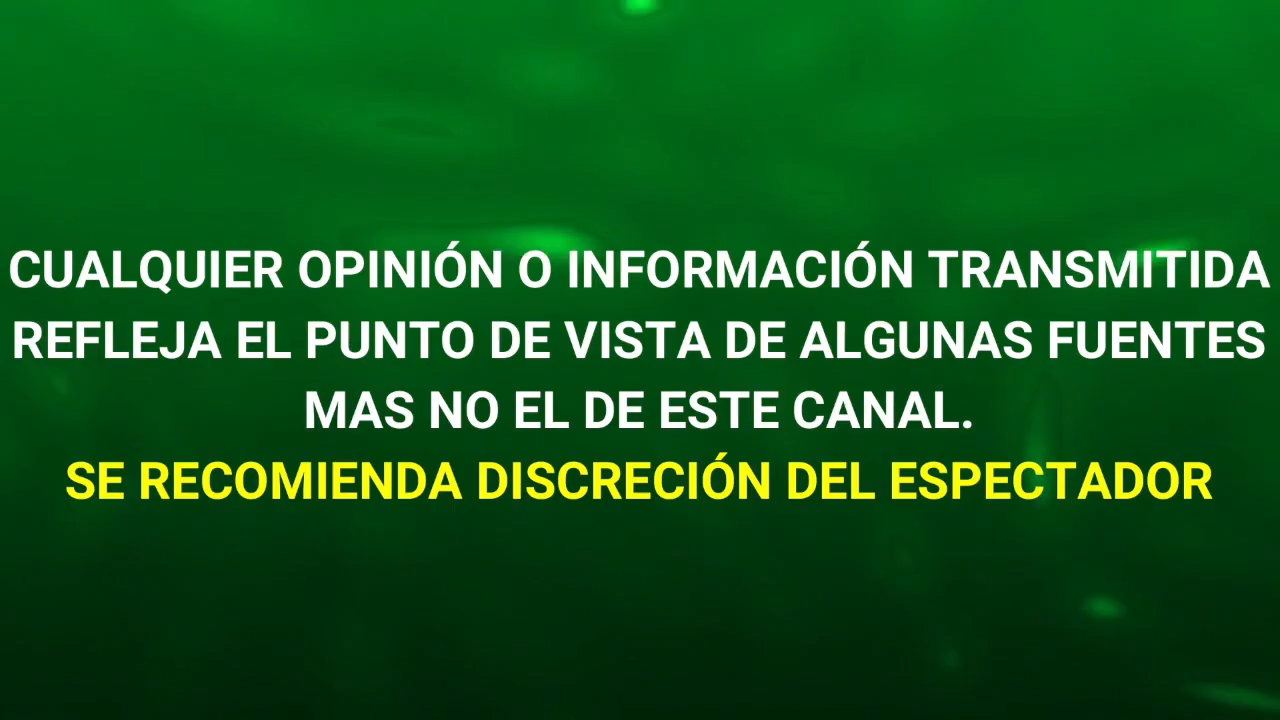 CUALQUIER OPINIÓN O INFORMACIÓN TRANSMITIDA
REFLEJA EL PUNTO DE VISTA DE ALGUNAS FUENTES
MAS NO EL DE ESTE CANAL.
SE RECOMIENDA DISCRECIÓN DEL ESPECTADOR